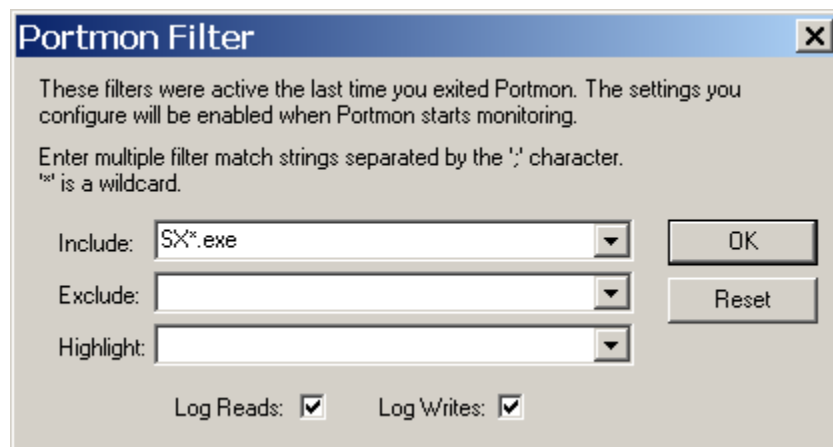 Portmon Filter
These filters were active the last time you exited Portmon. The settings you
configure will be enabled when Portmon starts monitoring.
Enter multiple filter match strings separated by the ';' character.
'*' is a wildcard.
Include: SX*.exe OK
Exclude: Reset
Highlight:
Log Reads: Log Writes: